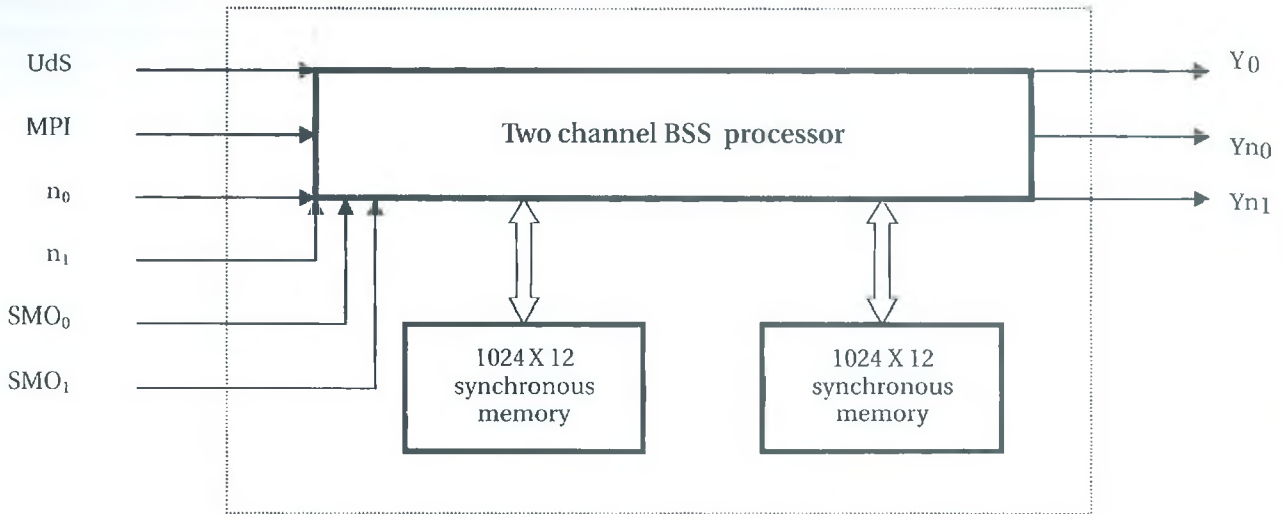 UdS
MPI
n₀
n₁
SMO₀
SMO₁
Two channel BSS processor
1024 X 12
synchronous
memory
1024 X 12
synchronous
memory
Y₀
Yn₀
Yn₁